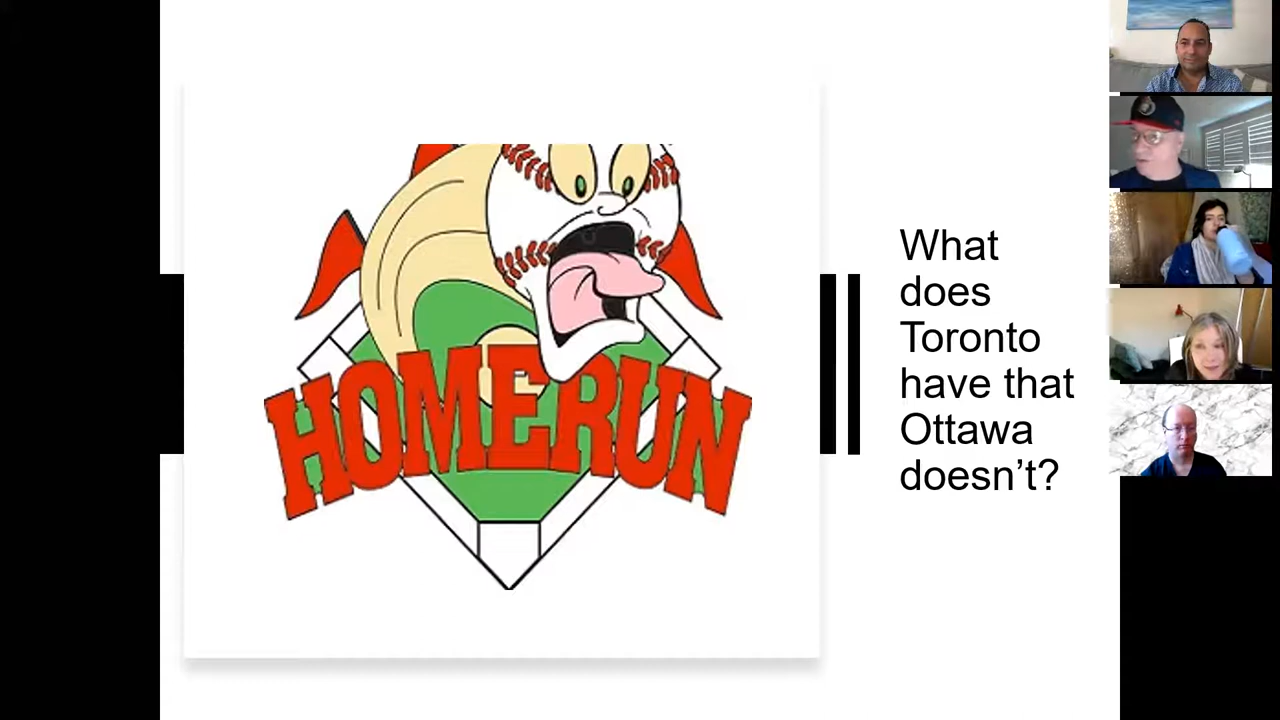 HOMERUN
What
does
Toronto
have that
Ottawa
doesn’t?